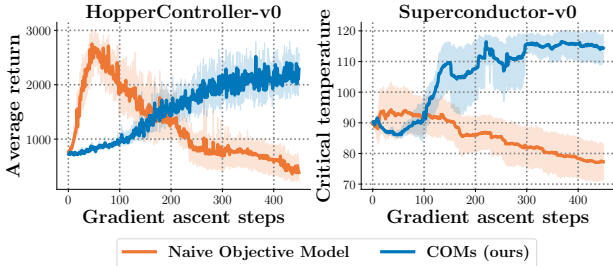 HopperController-v0
Average return
3000
2000
1000
0
100
200
300
400
Gradient ascent steps
Superconductor-v0
Critical temperature
120
110
100
90
80
70
0
100
200
300
400
Gradient ascent steps
Naive Objective Model
COMs (ours)